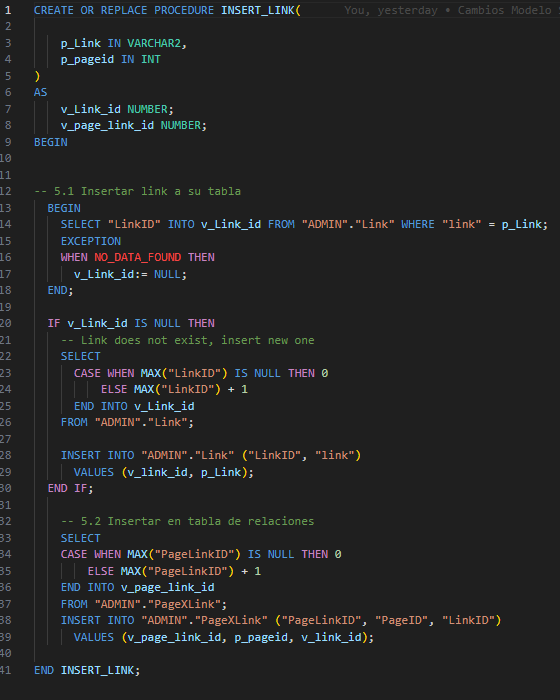 1 CREATE OR REPLACE PROCEDURE INSERT_LINK( You, yesterday • Cambios Modelo
2
3 p_Link IN VARCHAR2,
4 p_pageid IN INT
5 )
6 AS
7 v_Link_id NUMBER;
8 v_page_link_id NUMBER;
9 BEGIN
10
11
12 -- 5.1 Insertar link a su tabla
13 BEGIN
14 SELECT "LinkID" INTO v_Link_id FROM "ADMIN"."Link" WHERE "link" = p_Link;
15 EXCEPTION
16 WHEN NO_DATA_FOUND THEN
17 v_Link_id:= NULL;
18 END;
19
20 IF v_Link_id IS NULL THEN
21 -- Link does not exist, insert new one
22 SELECT
23 CASE WHEN MAX("LinkID") IS NULL THEN 0
24 ELSE MAX("LinkID") + 1
25 END INTO v_Link_id
26 FROM "ADMIN"."Link";
27
28 INSERT INTO "ADMIN"."Link" ("LinkID", "link")
29 VALUES (v_link_id, p_Link);
30 END IF;
31
32 -- 5.2 Insertar en tabla de relaciones
33 SELECT
34 CASE WHEN MAX("PageLinkID") IS NULL THEN 0
35 ELSE MAX("PageLinkID") + 1
36 END INTO v_page_link_id
37 FROM "ADMIN"."PageXLink";
38 INSERT INTO "ADMIN"."PageXLink" ("PageLinkID", "PageID", "LinkID")
39 VALUES (v_page_link_id, p_pageid, v_link_id);
40
41 END INSERT_LINK;